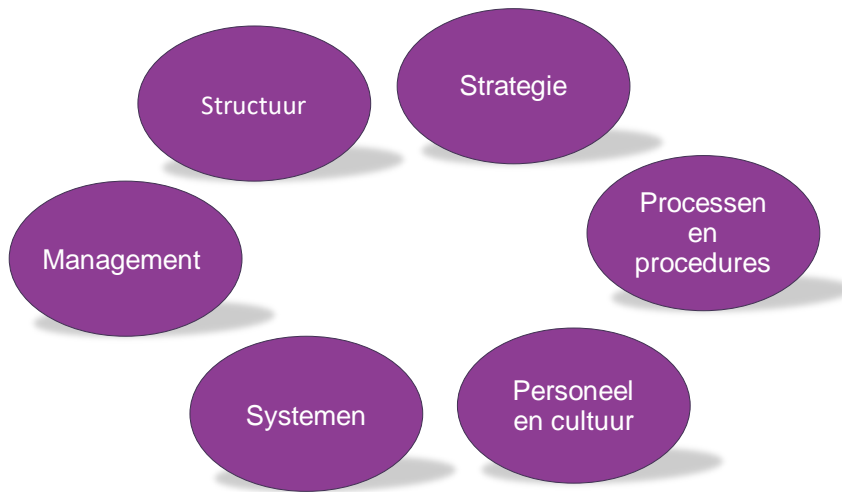 Structuur
Strategie
Processen
en
procedures
Management
Personeel
en cultuur
Systemen